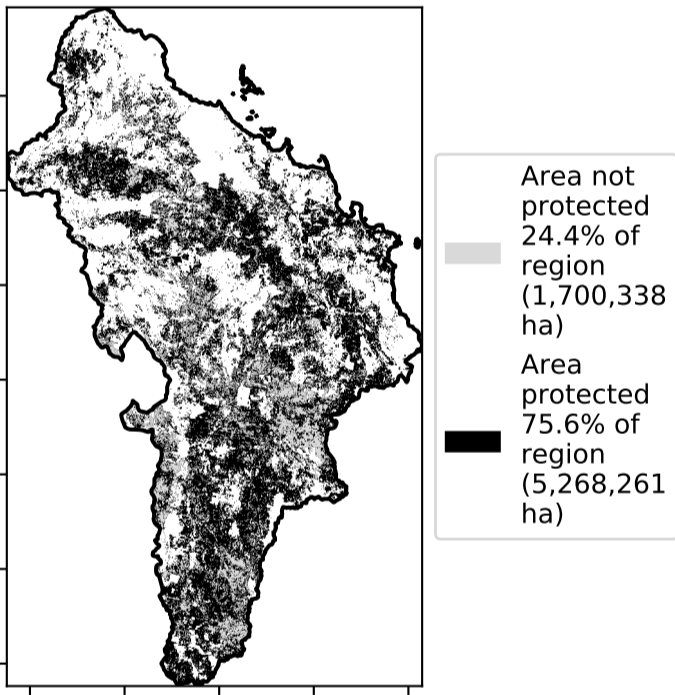 Area not
protected
24.4% of
region
(1,700,338
ha)
Area
protected
75.6% of
region
(5,268,261
ha)